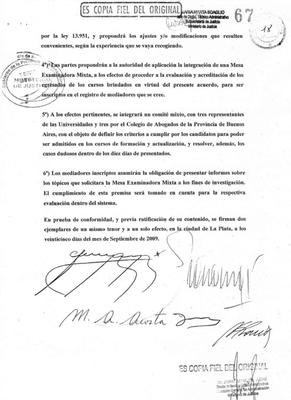 ES COPIA FIEL DEL ORIGINAL
67
18
por la ley 13.951, y propondrá los ajustes y/o modificaciones que resulten
convenientes, según la experiencia que se vaya recogiendo.
4º) Las partes propondrán a la autoridad de aplicación la integración de una Mesa
Examinadora Mixta, a los efectos de proceder a la evaluación y acreditación de los
egresados de los cursos brindados en virtud del presente acuerdo, para
ser inscriptos en el registro de mediadores que se cree.
5º) A efectos pertinentes, se integrará un comité mixto, con tres representantes
de las Universidades y tres por el Colegio de Abogados de la Provincia de Buenos
Aires, con el objeto de definir los criterios a cumplir por los candidatos para poder
ser admitidos en los cursos de formación y actualización, y resolver, además, los
casos dudosos dentro de los diez días de presentados.
6º) Los mediadores inscriptos asumirán la obligación de presentar informes sobre
los tópicos que solicitara la Mesa Examinadora Mixta a los fines de investigación.
El cumplimiento de esta premisa será tomado en cuenta para la respectiva
evaluación dentro del sistema.
En prueba de conformidad, y previa ratificación de su contenido, se firman dos
ejemplares de un mismo tenor y a un solo efecto, en la ciudad de La Plata, a los
veinticinco días del mes de Septiembre de 2009.
M. A. Acosta
ES COPIA FIEL DEL ORIGINAL